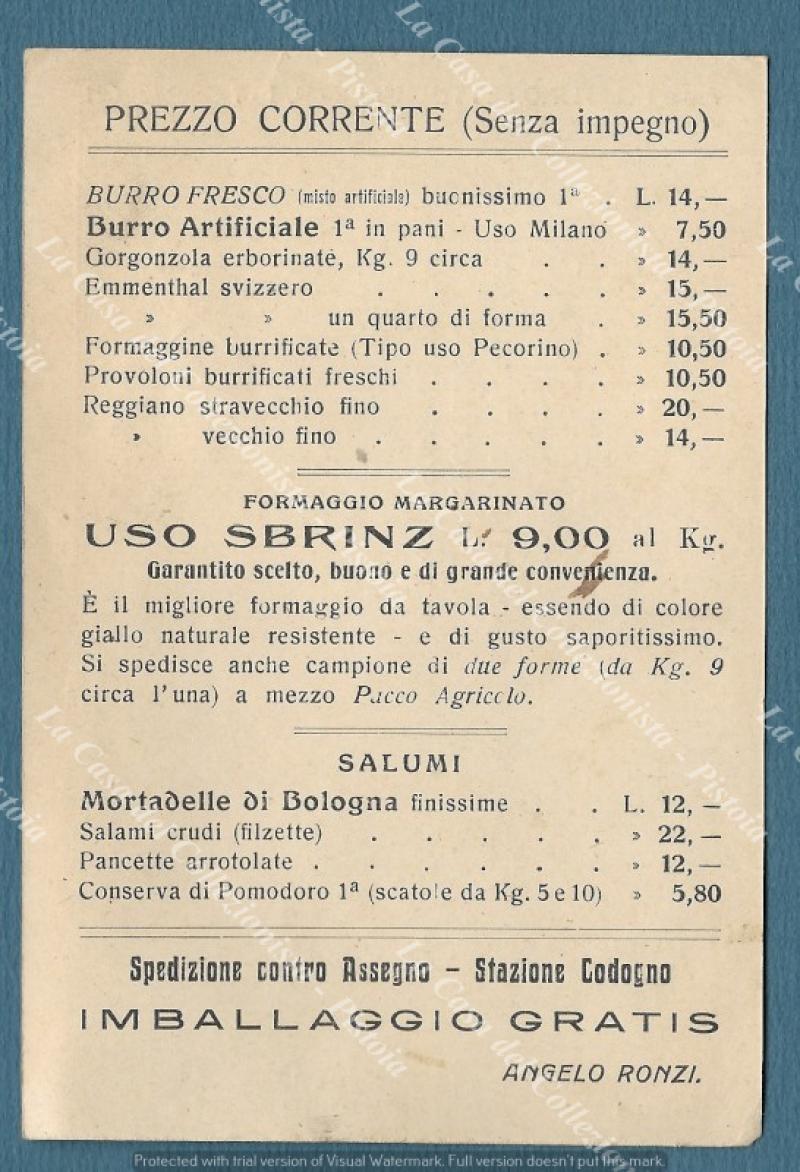 PREZZO CORRENTE (Senza impegno)
BURRO FRESCO (misto artificiale) buonissimo 1ª . L. 14,—
Burro Artificiale 1ª in pani - Uso Milano » 7,50
Gorgonzola erborinate, Kg. 9 circa . . » 14,—
Emmenthal svizzero . . . . . » 15,—
» » un quarto di forma . » 15,50
Formaggine burrificate (Tipo uso Pecorino) . » 10,50
Provoloni burrificati freschi . . . . » 10,50
Reggiano stravecchio fino . . . . » 20,—
» vecchio fino . . . . . » 14,—
FORMAGGIO MARGARINATO
USO SBRINZ L. 9,00 al Kg.
Garantito scelto, buono e di grande convenienza.
È il migliore formaggio da tavola - essendo di colore
giallo naturale resistente - e di gusto saporitissimo.
Si spedisce anche campione di due forme (da Kg. 9
circa l'una) a mezzo Pacco Agricolo.
SALUMI
Mortadelle di Bologna finissime . . L. 12,—
Salami crudi (filzette) . . . . . » 22,—
Pancette arrotolate . . . . . . » 12,—
Conserva di Pomodoro 1ª (scatole da Kg. 5 e 10) » 5,80
Spedizione contro Assegno — Stazione Codogno
IMBALLAGGIO GRATIS
ANGELO RONZI.
La Casa del Collezionista - Pistoia
Protected with trial version of Visual Watermark. Full version doesn't put this mark.